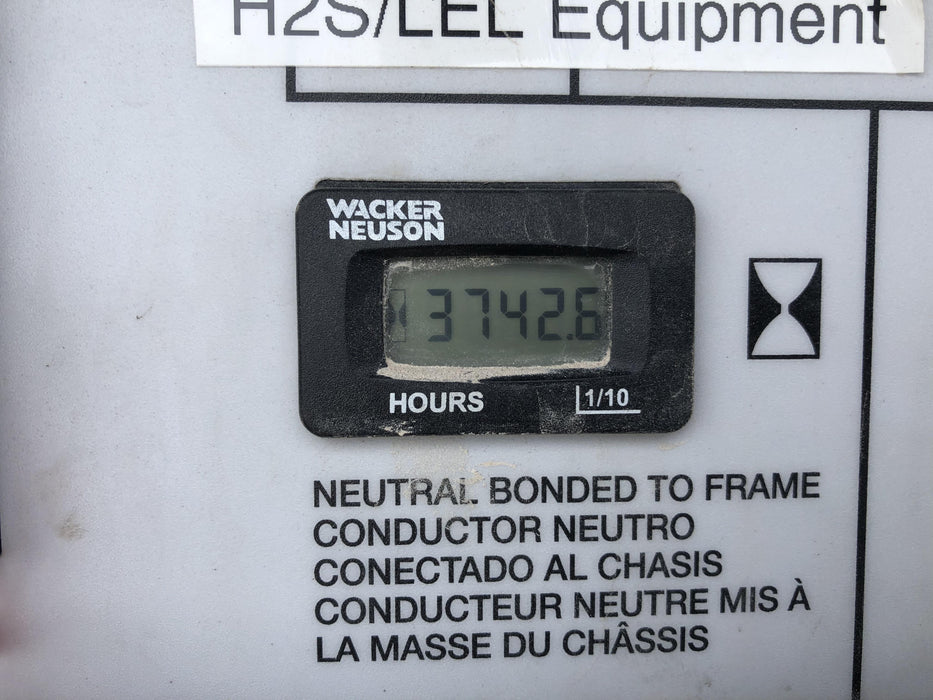 H2S/LEL Equipment
WACKER
NEUSON
3742.6
HOURS
1/10
NEUTRAL BONDED TO FRAME
CONDUCTOR NEUTRO
CONECTADO AL CHASIS
CONDUCTEUR NEUTRE MIS À
LA MASSE DU CHÂSSIS